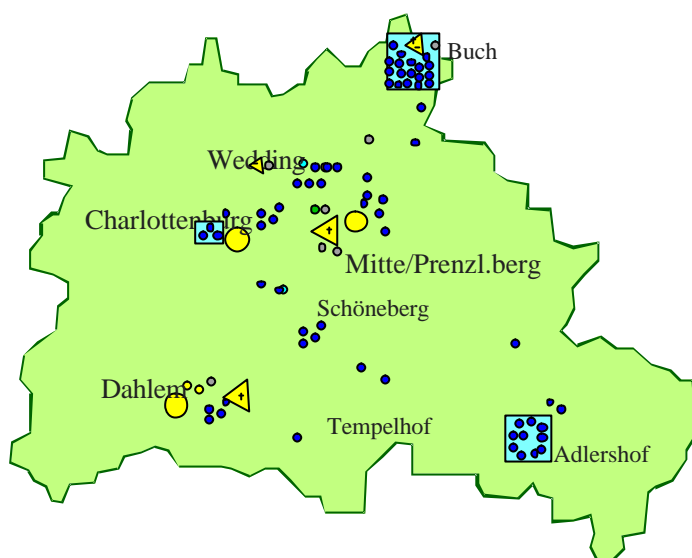 Buch
Wedding
Charlottenburg
Mitte/Prenzl.berg
Schöneberg
Dahlem
Tempelhof
Adlershof